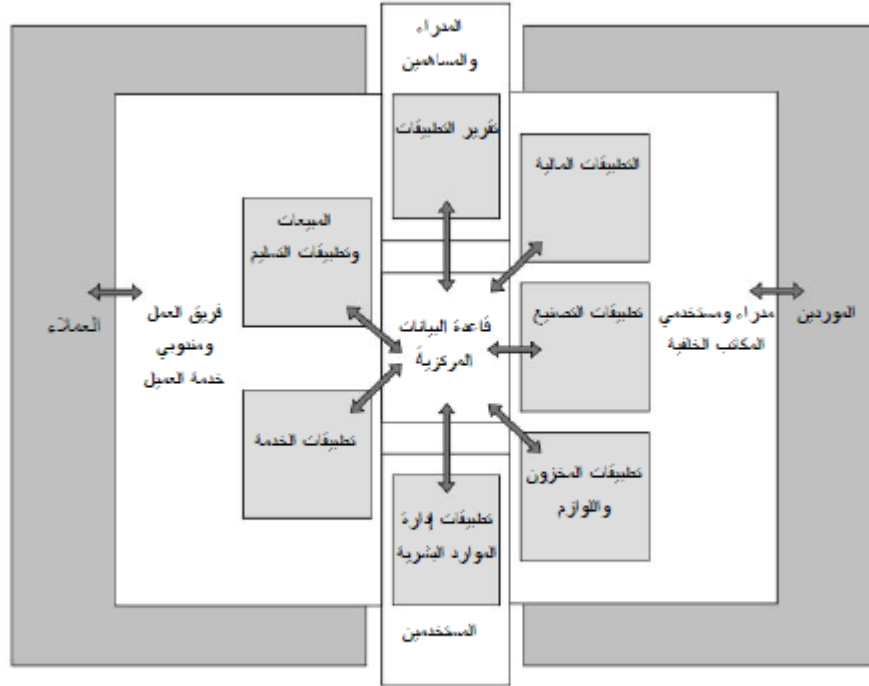 المدراء
والمساهمين
تقرير التطبيقات
التطبيقات المالية
المبيعات
وتطبيقات التسليم
الموردين
مدراء ومستخدمي
المكاتب الخلفية
تطبيقات التصنيع
قاعدة البيانات
المركزية
فريق العمل
ومندوبي
خدمة العميل
العملاء
تطبيقات الخدمة
تطبيقات المخزون
واللوازم
تطبيقات إدارة
الموارد البشرية
المستخدمين